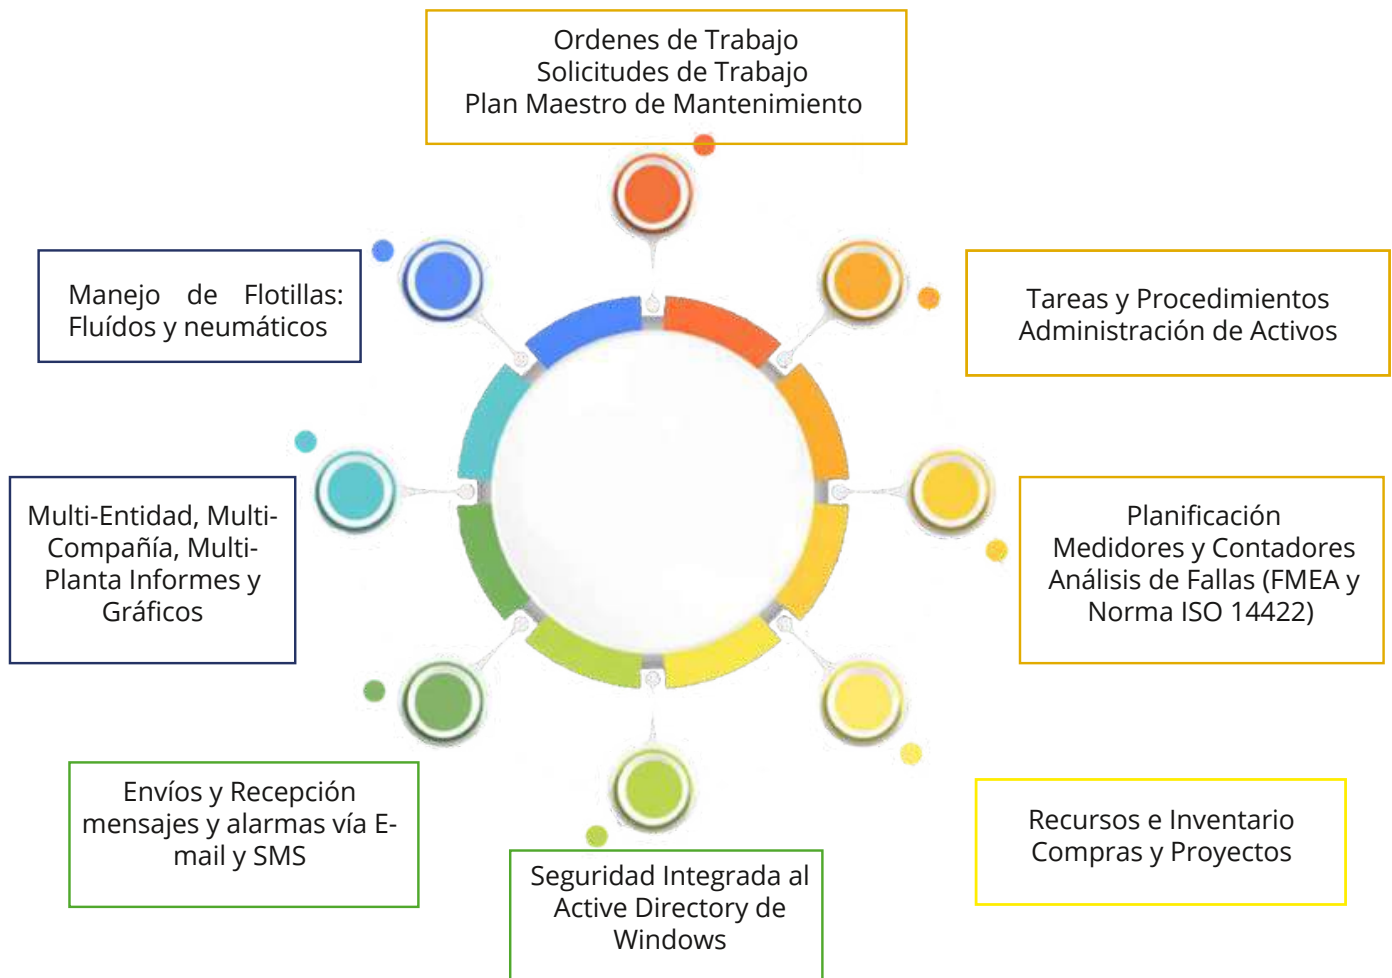 Ordenes de Trabajo
Solicitudes de Trabajo
Plan Maestro de Mantenimiento
Manejo de Flotillas:
Fluídos y neumáticos
Tareas y Procedimientos
Administración de Activos
Multi-Entidad, Multi-
Compañía, Multi-
Planta Informes y
Gráficos
Planificación
Medidores y Contadores
Análisis de Fallas (FMEA y
Norma ISO 14422)
Envíos y Recepción
mensajes y alarmas vía E-
mail y SMS
Seguridad Integrada al
Active Directory de
Windows
Recursos e Inventario
Compras y Proyectos